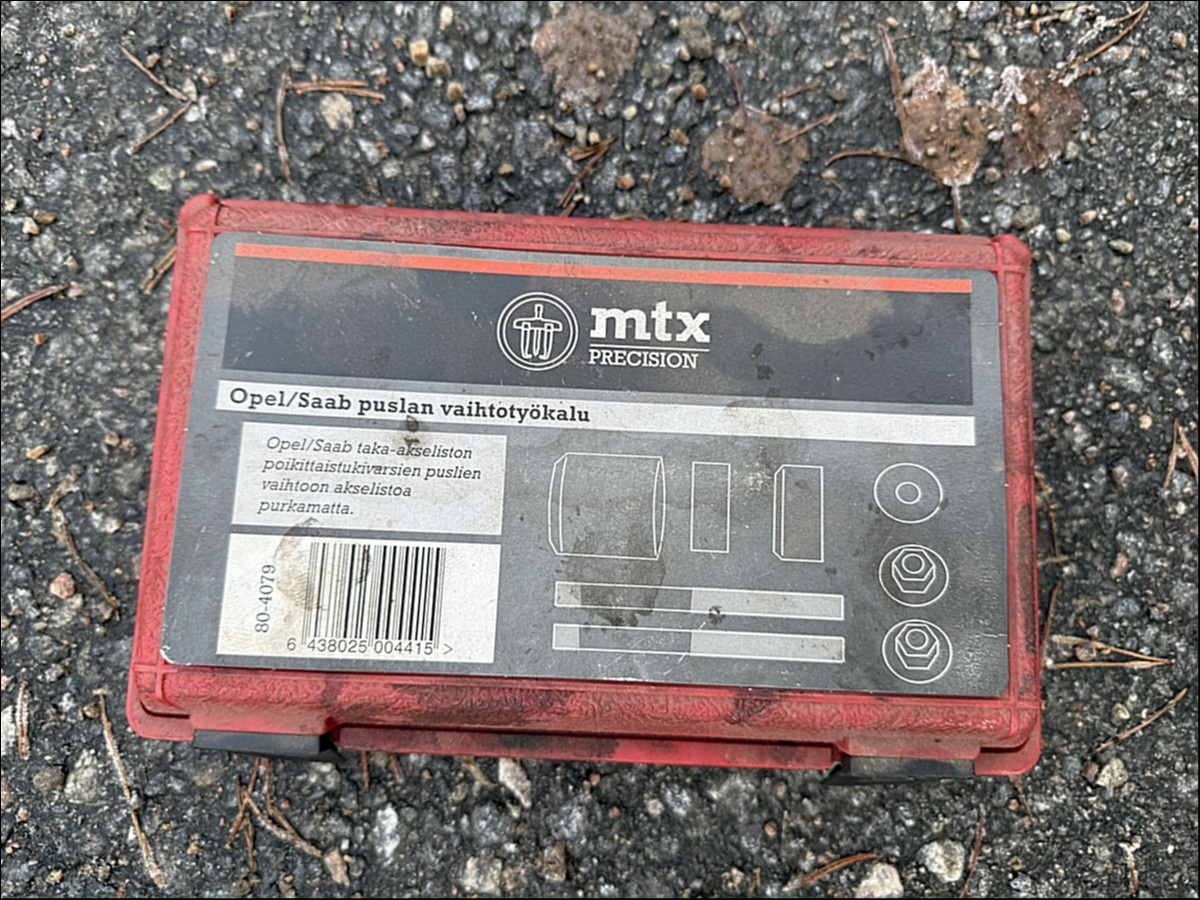 mtx
PRECISION
Opel/Saab puslan vaihtotyökalu
Opel/Saab taka-akseliston
poikittaistukivarsien puslien
vaihtoon akselistoa
purkamatta.
80-4079
6 438025 004415 >